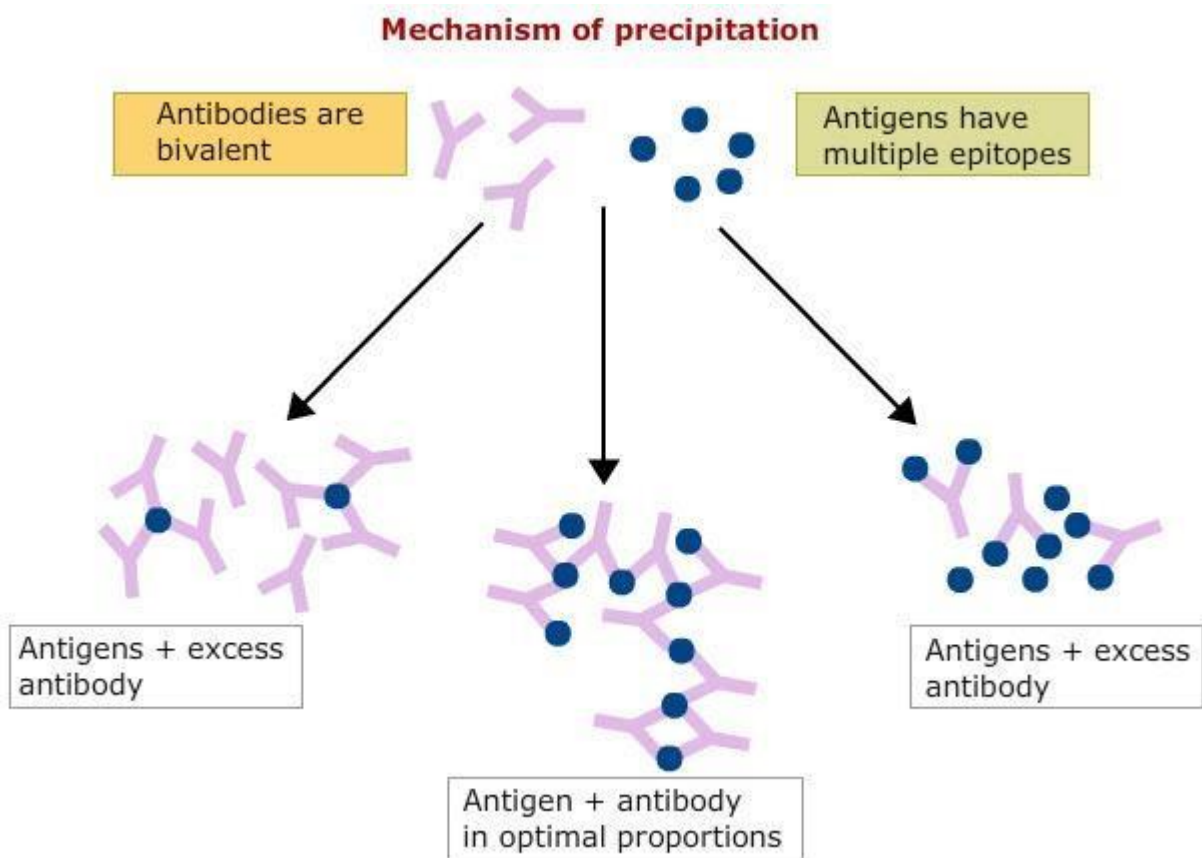 Mechanism of precipitation
Antibodies are
bivalent
Antigens have
multiple epitopes
Antigens + excess
antibody
Antigen + antibody
in optimal proportions
Antigens + excess
antibody